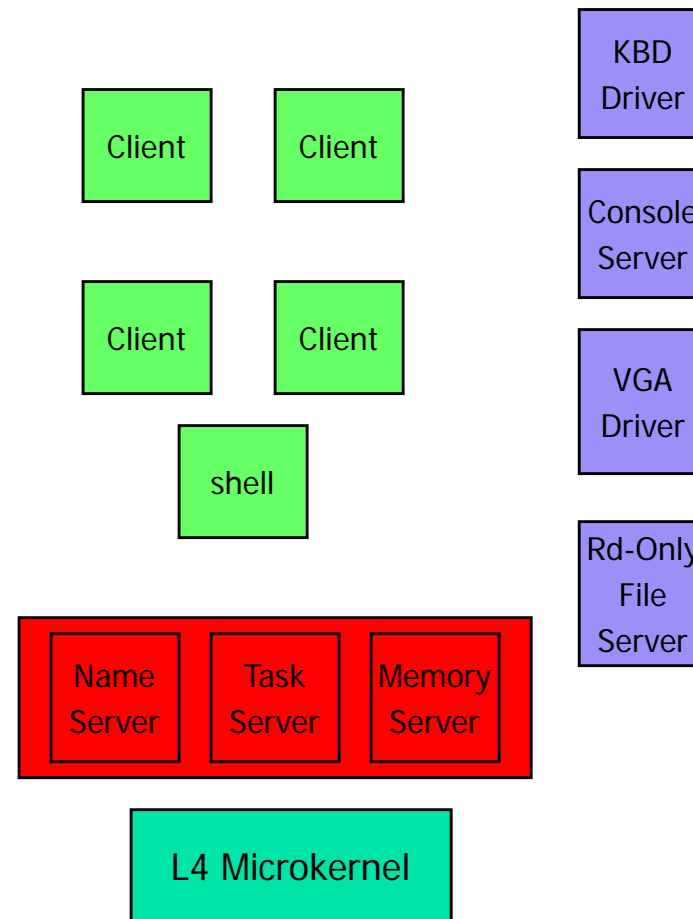 KBD
Driver
Client
Client
Console
Server
Client
Client
VGA
Driver
shell
Rd-Only
File
Server
Name
Server
Task
Server
Memory
Server
L4 Microkernel